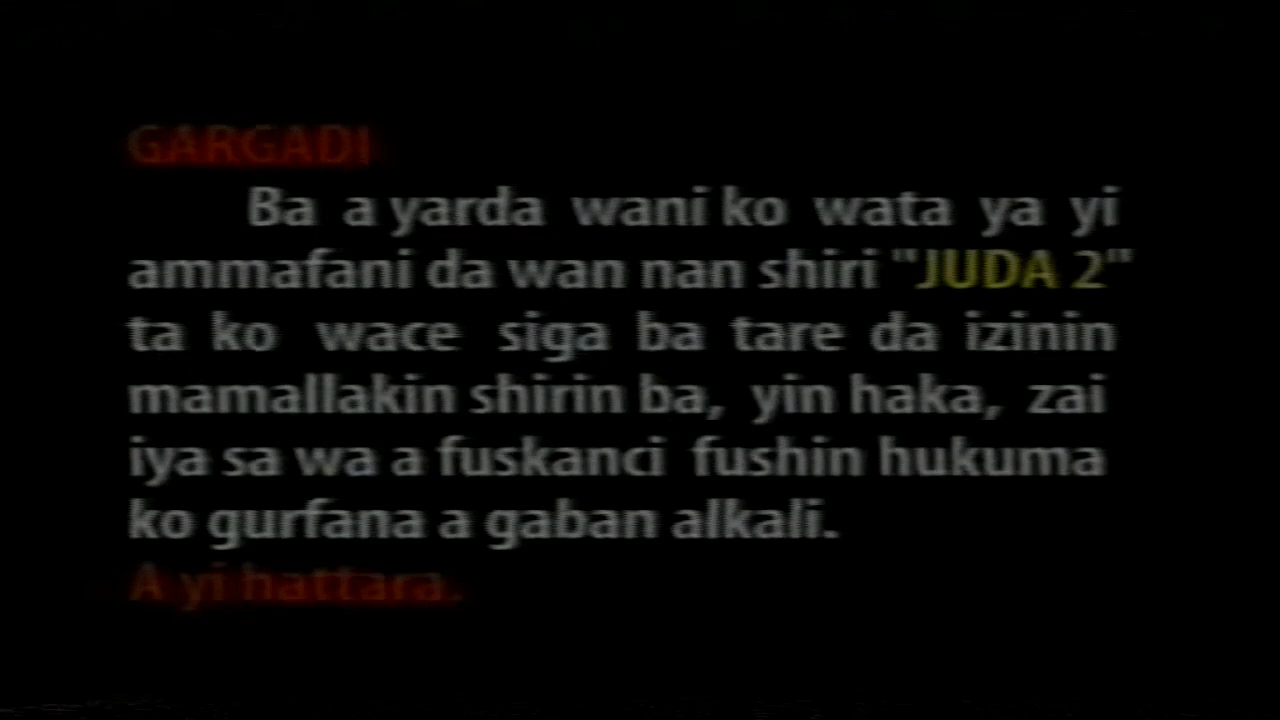 GARGADI
Ba a yarda wani ko wata ya yi
ammafani da wan nan shiri "JUDA 2"
ta ko wace siga ba tare da izinin
mamallakin shirin ba, yin haka, zai
iya sa wa a fuskanci fushin hukuma
ko gurfana a gaban alkali.
A yi hattara.